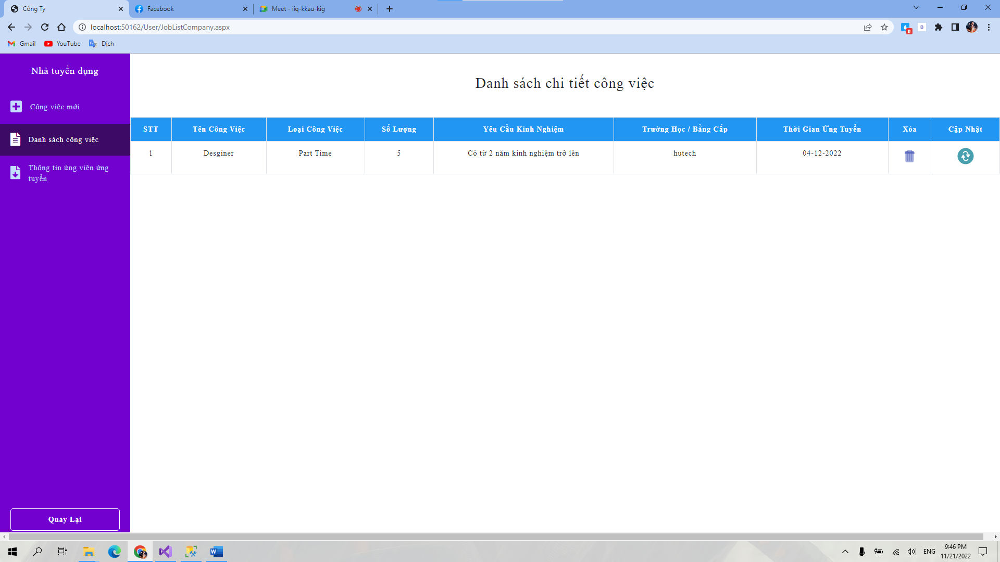 Công Ty
Facebook
Meet - iiq-kkau-kig
localhost:50162/User/JobListCompany.aspx
0
B
Gmail
YouTube
Dịch
Nhà tuyển dụng
Công việc mới
Danh sách công việc
Thông tin ứng viên ứng
tuyển
Quay Lại
Danh sách chi tiết công việc
STT Tên Công Việc Loại Công Việc Số Lượng Yêu Cầu Kinh Nghiệm Trường Học / Bằng Cấp Thời Gian Ứng Tuyển Xóa Cập Nhật
1 Desginer Part Time 5 Có từ 2 năm kinh nghiệm trở lên hutech 04-12-2022
ENG
9:46 PM
11/21/2022